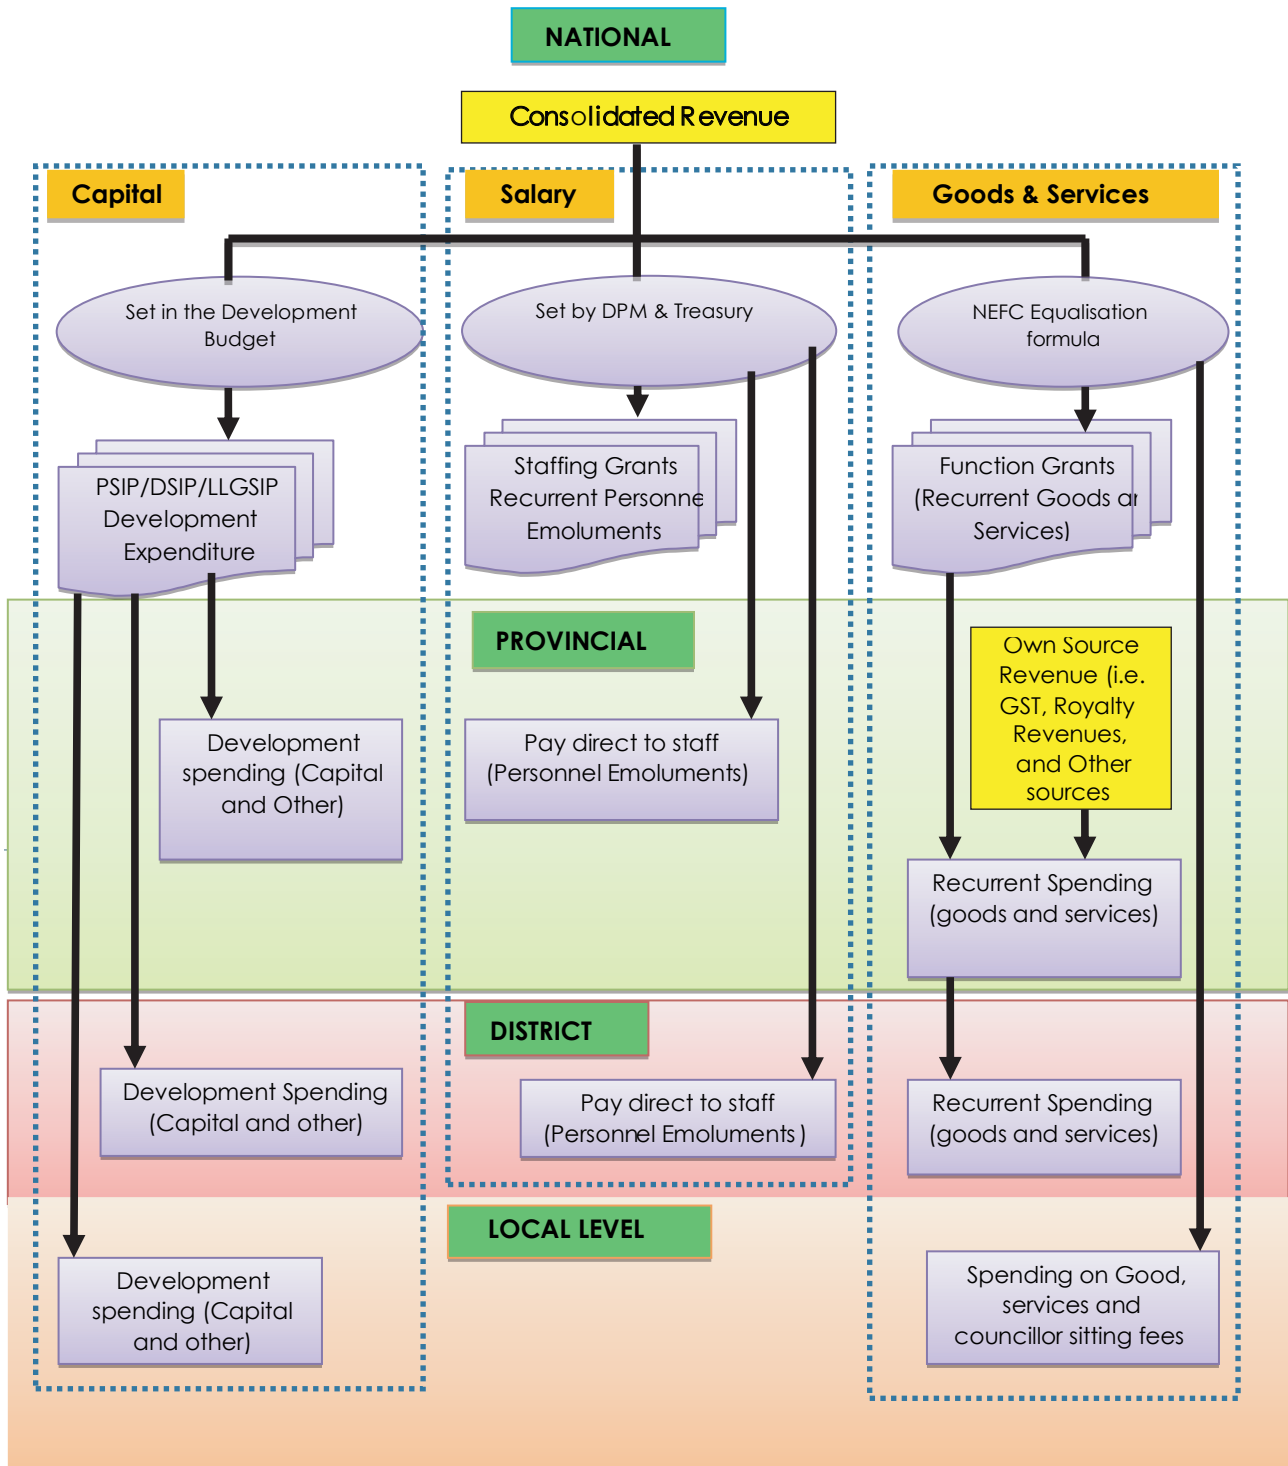 NATIONAL
Consolidated Revenue
Capital
Salary
Goods & Services
Set in the Development
Budget
Set by DPM & Treasury
NEFC Equalisation
formula
PSIP/DSIP/LLGSIP
Development
Expenditure
Staffing Grants
Recurrent Personne
Emoluments
Function Grants
(Recurrent Goods ar
Services)
PROVINCIAL
Own Source
Revenue (i.e.
GST, Royalty
Revenues,
and Other
sources
Development
spending (Capital
and Other)
Pay direct to staff
(Personnel Emoluments)
Recurrent Spending
(goods and services)
DISTRICT
Development Spending
(Capital and other)
Pay direct to staff
(Personnel Emoluments)
Recurrent Spending
(goods and services)
LOCAL LEVEL
Development
spending (Capital
and other)
Spending on Good,
services and
councillor sitting fees